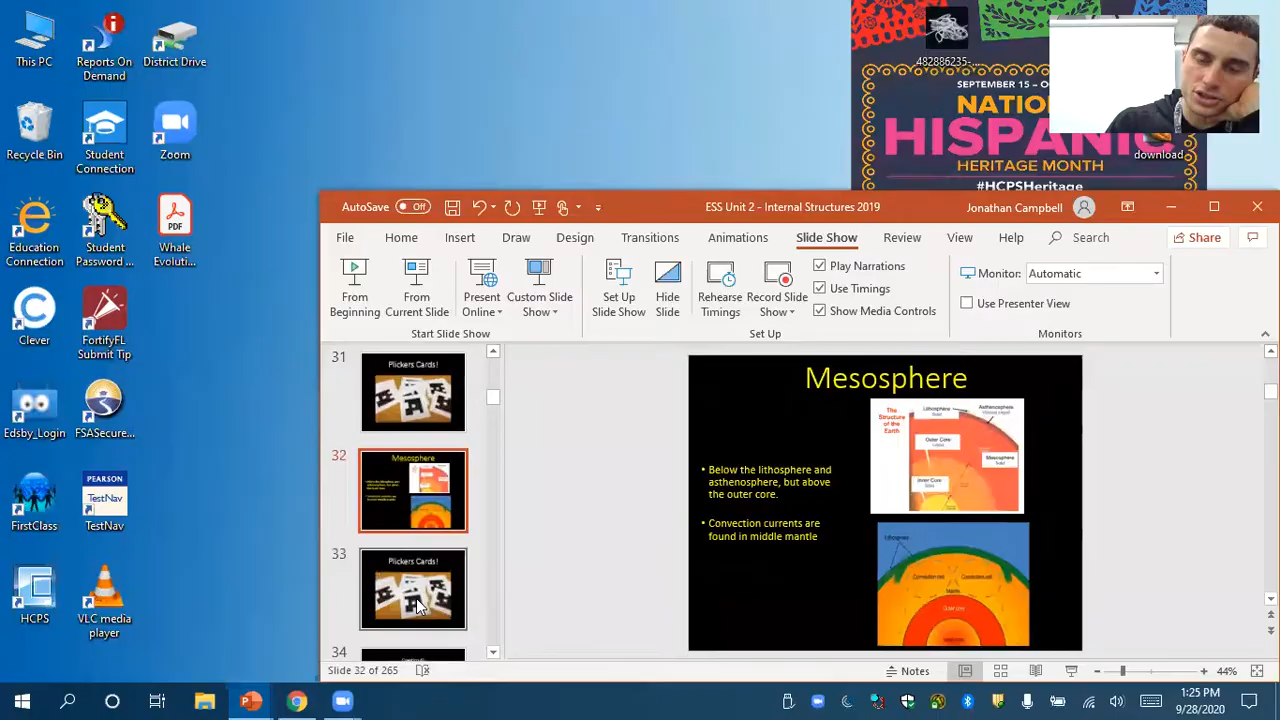 This PC
Reports On
Demand
District Drive
Recycle Bin
Student
Connection
Zoom
Education
Connection
Student
Password ...
PDF
Whale
Evoluti...
Clever
FortifyFL
Submit Tip
Edsby_Login
FSASecure...
FirstClass
PEARSON
TestNav
TestNav
HCPS
VLC media
player
482886235-...
SEPTEMBER 15 – O
NATIO
HISPANIC
HERITAGE MONTH
#HCPSHeritage
download
AutoSave Off
ESS Unit 2 - Internal Structures 2019
Jonathan Campbell
File Home Insert Draw Design Transitions Animations Slide Show Review View Help Search Share
From
Beginning
From
Current Slide
Present
Online
Custom Slide
Show
Start Slide Show
Set Up
Slide Show
Hide
Slide
Rehearse
Timings
Record Slide
Show
Play Narrations
Use Timings
Show Media Controls
Set Up
Monitor: Automatic
Use Presenter View
Monitors
31
Plickers Cards!
32
Mesosphere
33
Plickers Cards!
34
Mesosphere
• Below the lithosphere and
asthenosphere, but above
the outer core.
• Convection currents are
found in middle mantle
The
Structure
of the
Earth
Lithosphere
Asthenosphere
Outer Core
Mesosphere
Inner Core
Slide 32 of 265
Notes
44%
1:25 PM
9/28/2020